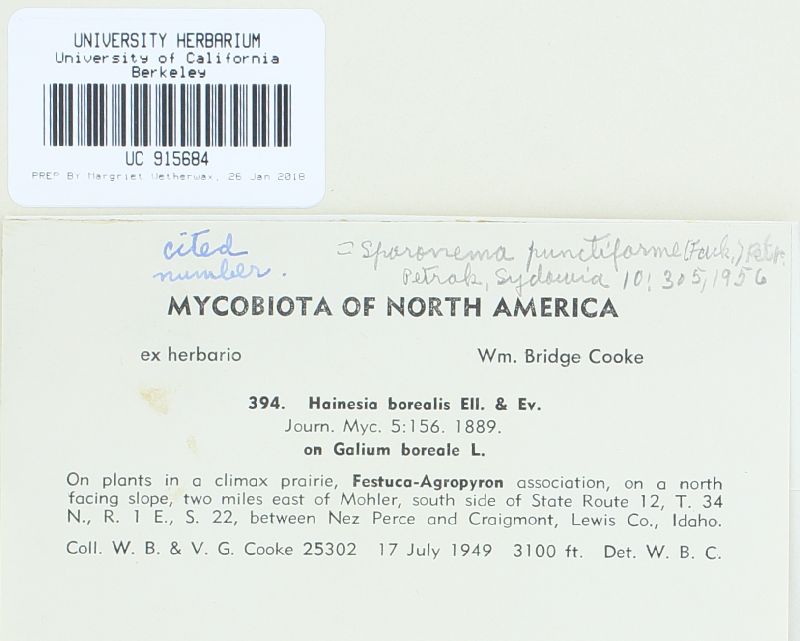 UNIVERSITY HERBARIUM
University of California
Berkeley
UC 915684
PREP BY Margriet Wetherwax, 26 Jan 2018
cited
number.
= Sporonema punctiforme (Fuck.) Petr.
Petrak, Sydowia 10: 305, 1956
MYCOBIOTA OF NORTH AMERICA
ex herbario Wm. Bridge Cooke
394. Hainesia borealis Ell. & Ev.
Journ. Myc. 5:156. 1889.
on Galium boreale L.
On plants in a climax prairie, Festuca-Agropyron association, on a north
facing slope, two miles east of Mohler, south side of State Route 12, T. 34
N., R. 1 E., S. 22, between Nez Perce and Craigmont, Lewis Co., Idaho.
Coll. W. B. & V. G. Cooke 25302 17 July 1949 3100 ft. Det. W. B. C.